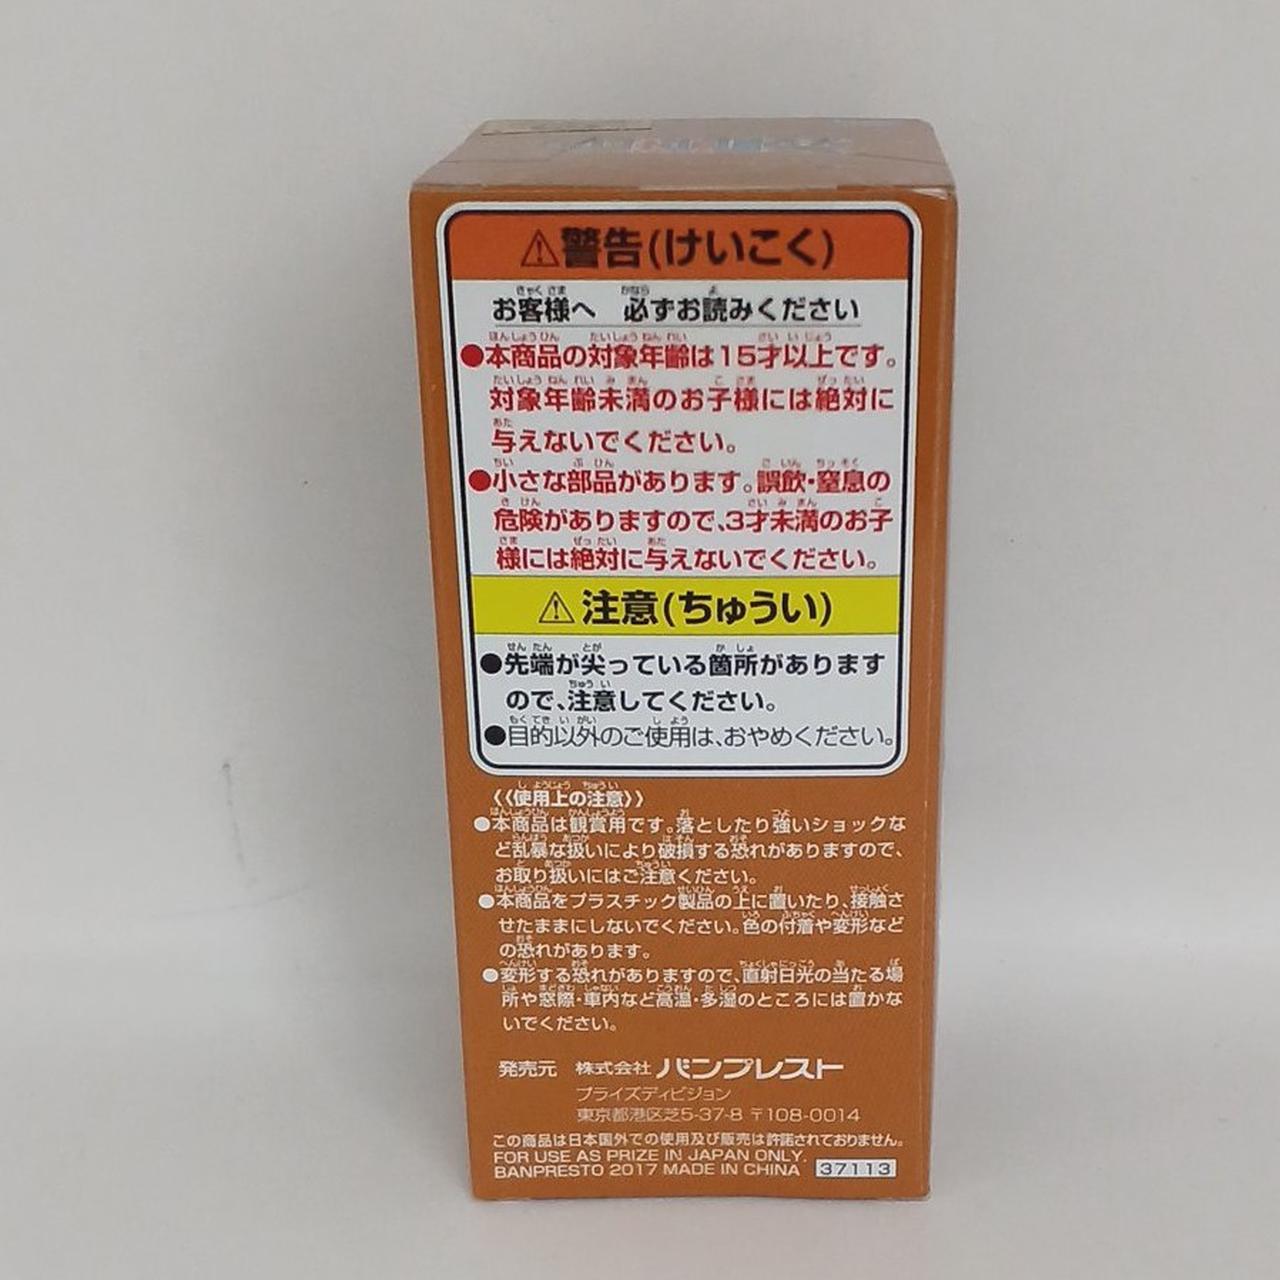 ⚠警告(けいこく)
お客様へ 必ずお読みください
●本商品の対象年齢は15才以上です。
対象年齢未満のお子様には絶対に
与えないでください。
●小さな部品があります。誤飲・窒息の
危険がありますので、3才未満のお子
様には絶対に与えないでください。
⚠注意(ちゅうい)
●先端が尖っている箇所があります
ので、注意してください。
●目的以外のご使用は、おやめください。
《使用上の注意》
●本商品は観賞用です。落としたり強いショックな
ど乱暴な扱いにより破損する恐れがありますので、
お取り扱いにはご注意ください。
●本商品をプラスチック製品の上に置いたり、接触さ
せたままにしないでください。色の付着や変形など
の恐れがあります。
●変形する恐れがありますので、直射日光の当たる場
所や窓際・車内など高温・多湿のところには置かな
いでください。
発売元 株式会社 バンプレスト
プライズディビジョン
東京都港区芝5-37-8 〒108-0014
この商品は日本国外での使用及び販売は許諾されておりません。
FOR USE AS PRIZE IN JAPAN ONLY.
BANPRESTO 2017 MADE IN CHINA 37113